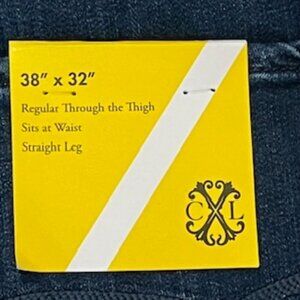 38" x 32"
Regular Through the Thigh
Sits at Waist
Straight Leg
CXL